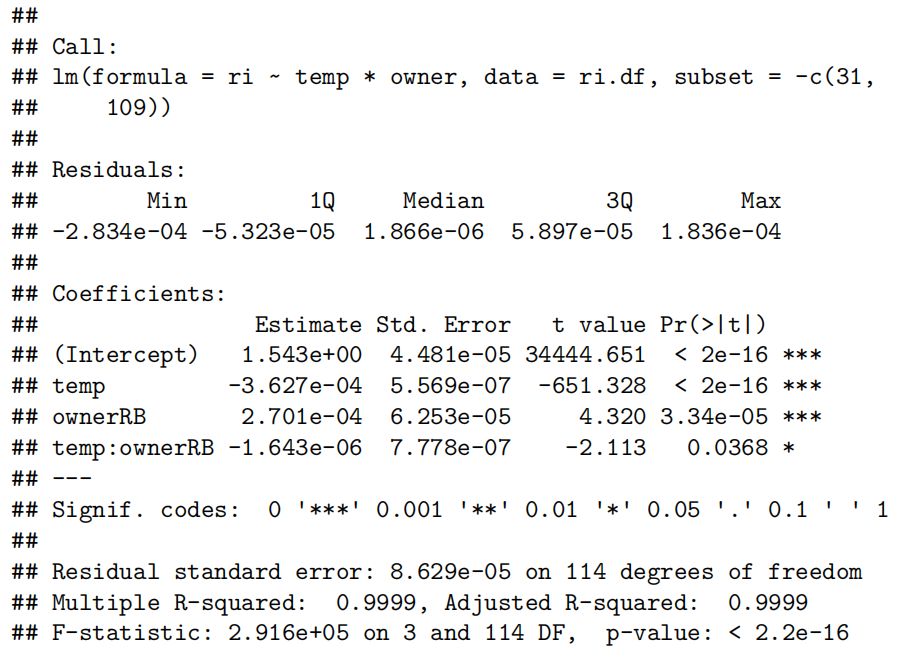 ##
## Call:
## lm(formula = ri ~ temp * owner, data = ri.df, subset = -c(31,
##     109))
##
## Residuals:
##        Min         1Q     Median         3Q        Max
## -2.834e-04 -5.323e-05  1.866e-06  5.897e-05  1.836e-04
##
## Coefficients:
##                Estimate Std. Error   t value Pr(>|t|)
## (Intercept)   1.543e+00  4.481e-05 34444.651  < 2e-16 ***
## temp         -3.627e-04  5.569e-07  -651.328  < 2e-16 ***
## ownerRB       2.701e-04  6.253e-05     4.320 3.34e-05 ***
## temp:ownerRB -1.643e-06  7.778e-07    -2.113   0.0368 *
## ---
## Signif. codes:  0 '***' 0.001 '**' 0.01 '*' 0.05 '.' 0.1 ' ' 1
##
## Residual standard error: 8.629e-05 on 114 degrees of freedom
## Multiple R-squared:  0.9999, Adjusted R-squared:  0.9999
## F-statistic: 2.916e+05 on 3 and 114 DF,  p-value: < 2.2e-16